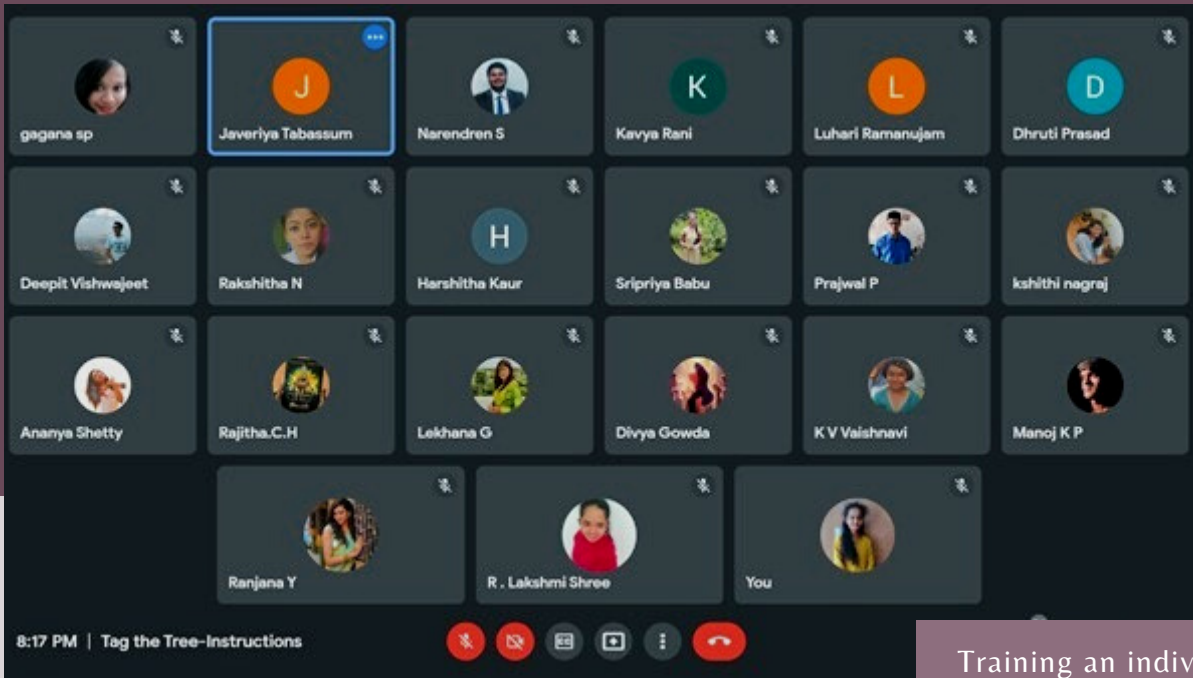 gagana sp
J
Javeriya Tabassum
Narendren S
K
Kavya Rani
L
Luhari Ramanujam
D
Dhruti Prasad
Deepit Vishwajeet
Rakshitha N
H
Harshitha Kaur
Sripriya Babu
Prajwal P
kshithi nagraj
Ananya Shetty
Rajitha.C.H
Lekhana G
Divya Gowda
K V Vaishnavi
Manoj K P
Ranjana Y
R . Lakshmi Shree
You
8:17 PM | Tag the Tree-Instructions
CC
Training an indiv